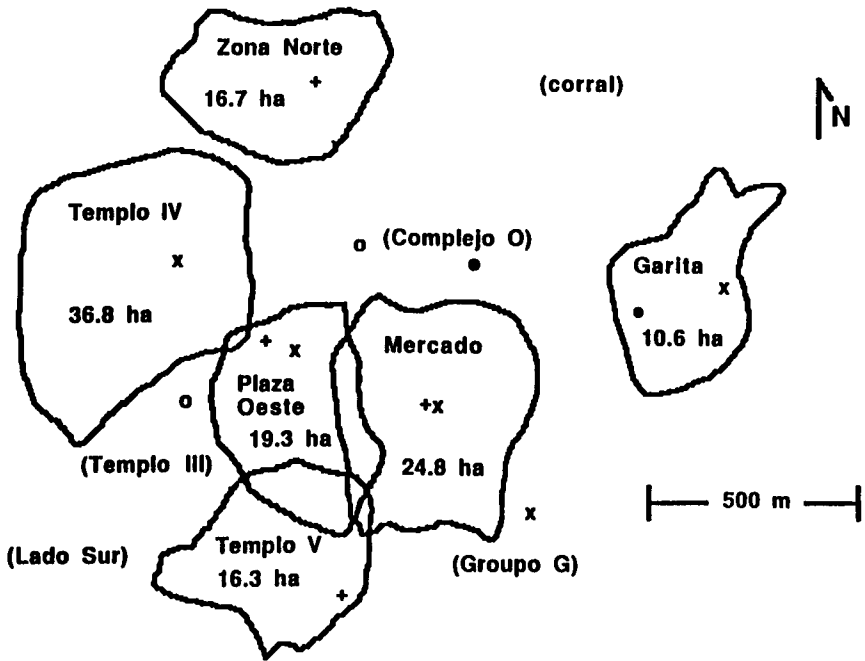 Zona Norte
16.7 ha
+
(corral)
N
Templo IV
x
36.8 ha
o (Complejo O)
Garita
x
10.6 ha
+ x
Plaza
Oeste
19.3 ha
Mercado
+x
24.8 ha
o
(Templo III)
500 m
x
(Lado Sur)
Templo V
16.3 ha
+
(Groupo G)